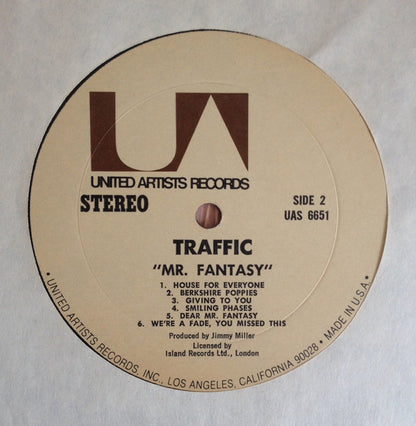 UA
UNITED ARTISTS RECORDS
STEREO
SIDE 2
UAS 6651
TRAFFIC
"MR. FANTASY"
1. HOUSE FOR EVERYONE
2. BERKSHIRE POPPIES
3. GIVING TO YOU
4. SMILING PHASES
5. DEAR MR. FANTASY
6. WE'RE A FADE, YOU MISSED THIS
Produced by Jimmy Miller
Licensed by
Island Records Ltd., London
• UNITED ARTISTS RECORDS, INC., LOS ANGELES, CALIFORNIA 90028 • MADE IN U.S.A. •